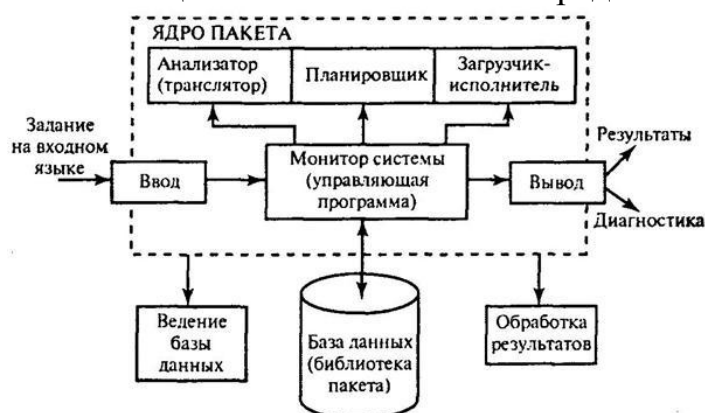 ЯДРО ПАКЕТА
Анализатор
(транслятор)
Планировшик
Загрузчик-
исполнитель
Задание
на входном
языке
Ввод
Монитор системы
(управляющая
программа)
Вывод
Результаты
Диагностика
Ведение
базы
данных
База данных
(библиотека
пакета)
Обработка
результатов